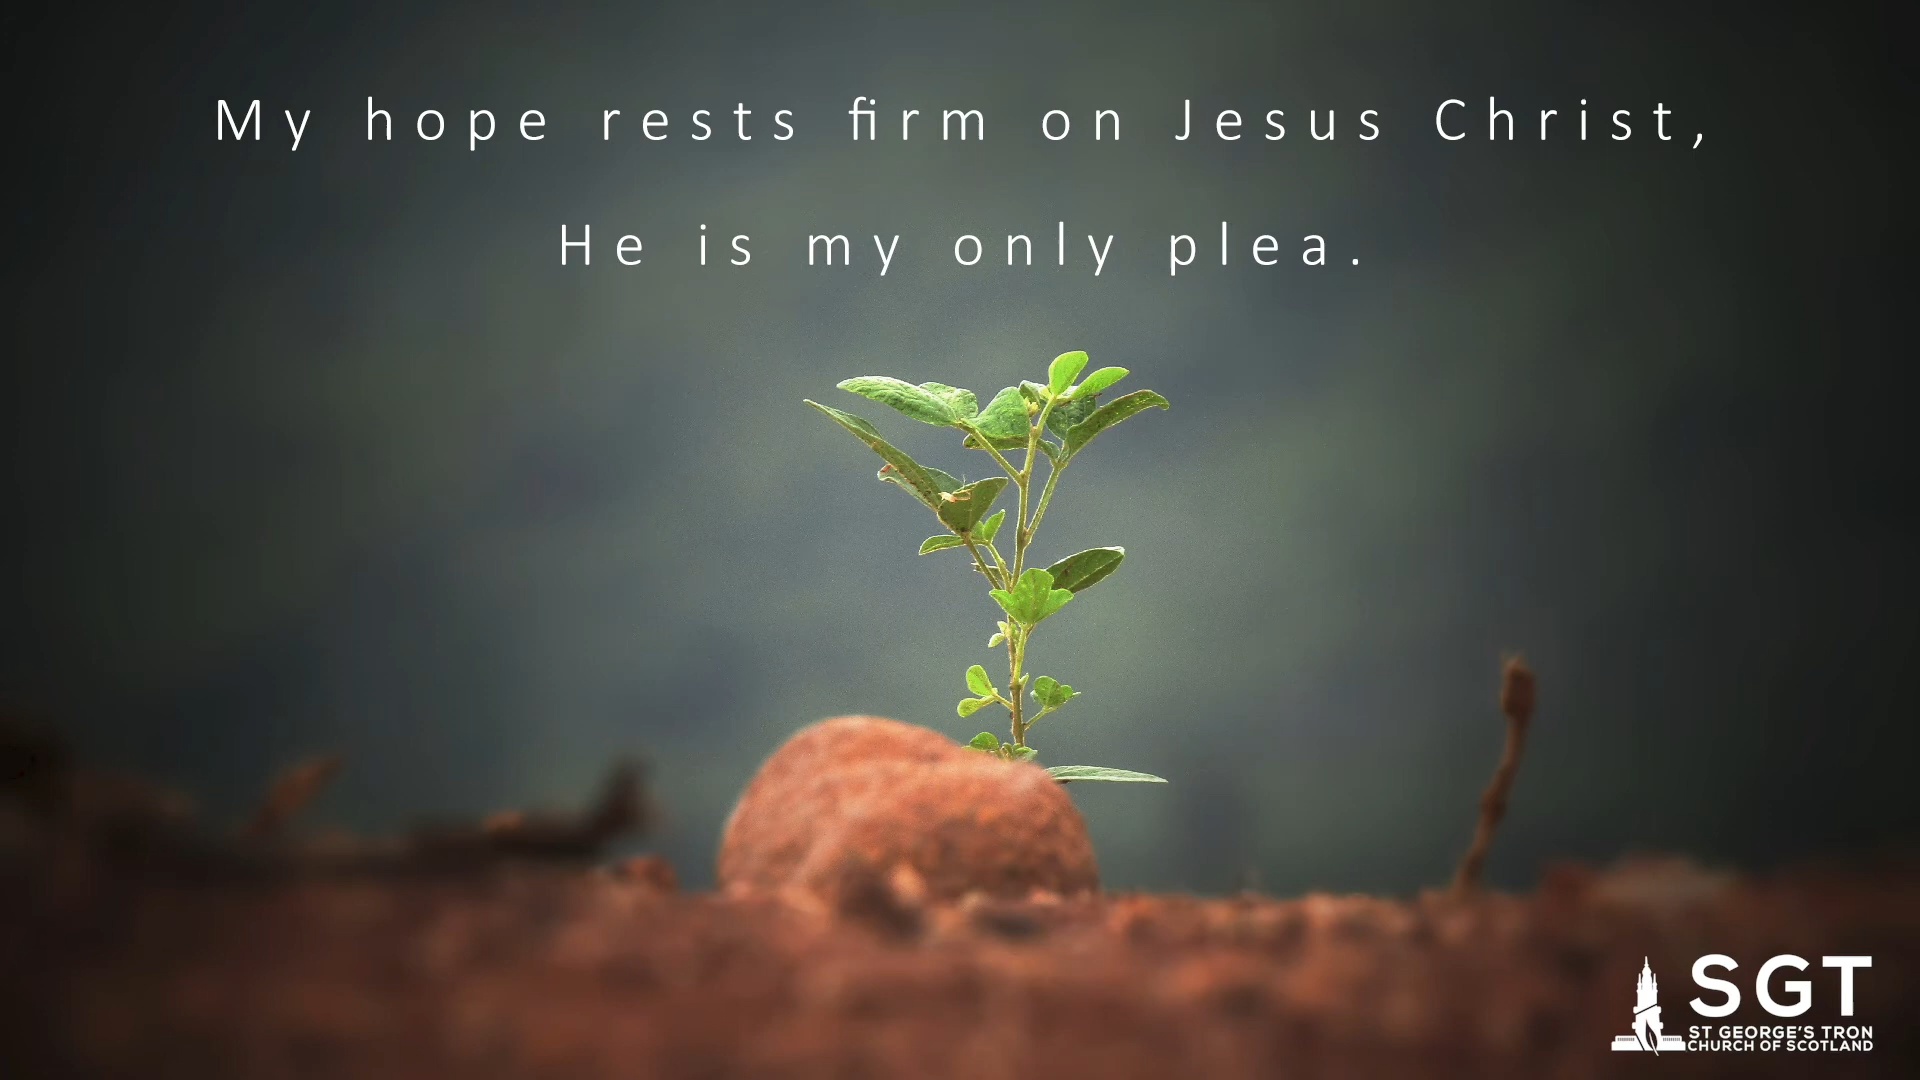 My hope rests firm on Jesus Christ,
He is my only plea.
SGT
ST GEORGE'S TRON
CHURCH OF SCOTLAND